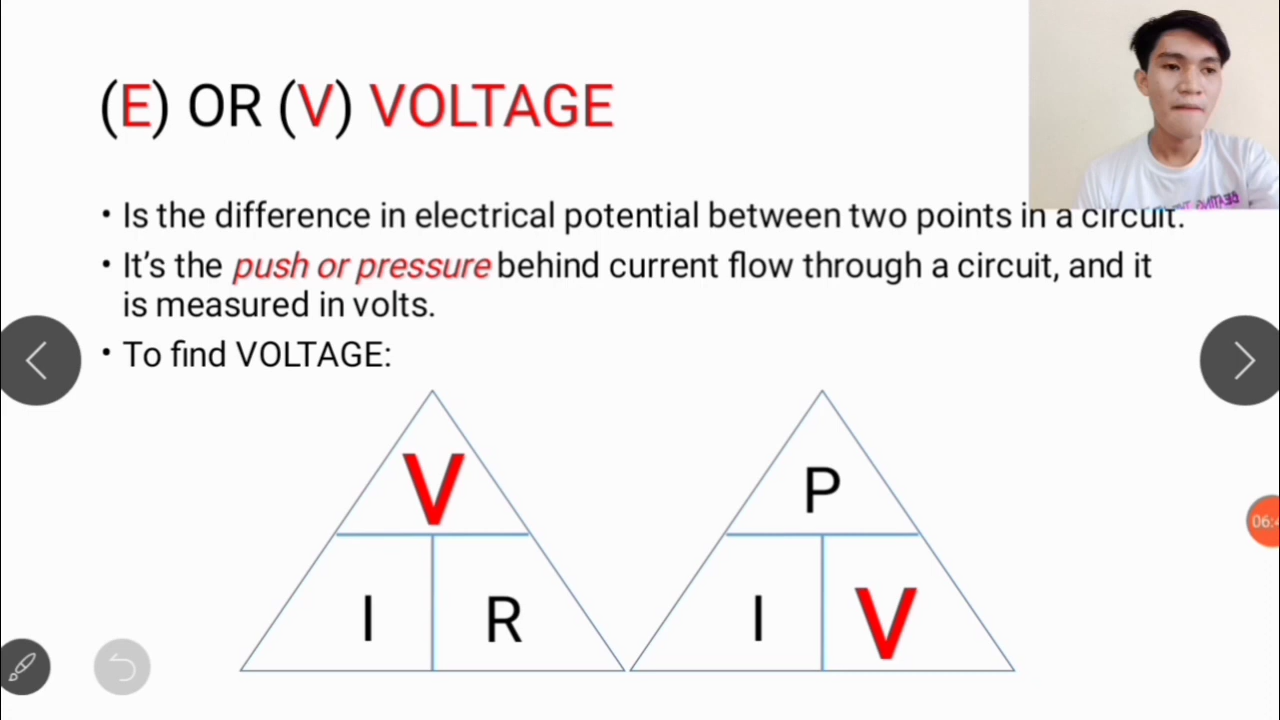 (E) OR (V) VOLTAGE
• Is the difference in electrical potential between two points in a circuit.
• It's the push or pressure behind current flow through a circuit, and it
is measured in volts.
• To find VOLTAGE:
V
I R
P
I V